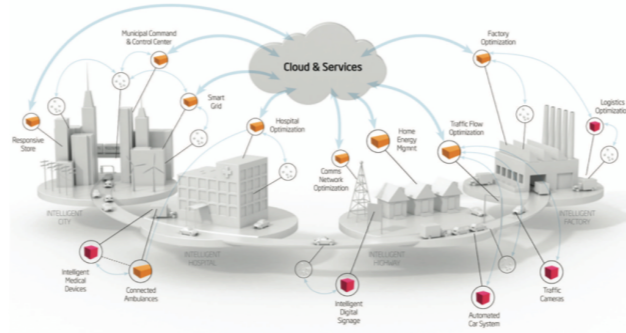 Municipal Command
& Control Center
Cloud & Services
Factory
Optimization
Smart
Grid
Logistics
Optimization
Hospital
Optimization
Responsive
Store
Home
Energy
Mgmnt
Traffic Flow
Optimization
Comms
Network
Optimization
INTELLIGENT
CITY
INTELLIGENT
HOSPITAL
INTELLIGENT
HIGHWAY
INTELLIGENT
FACTORY
Intelligent
Medical
Devices
Connected
Ambulances
Intelligent
Digital
Signage
Automated
Car System
Traffic
Cameras